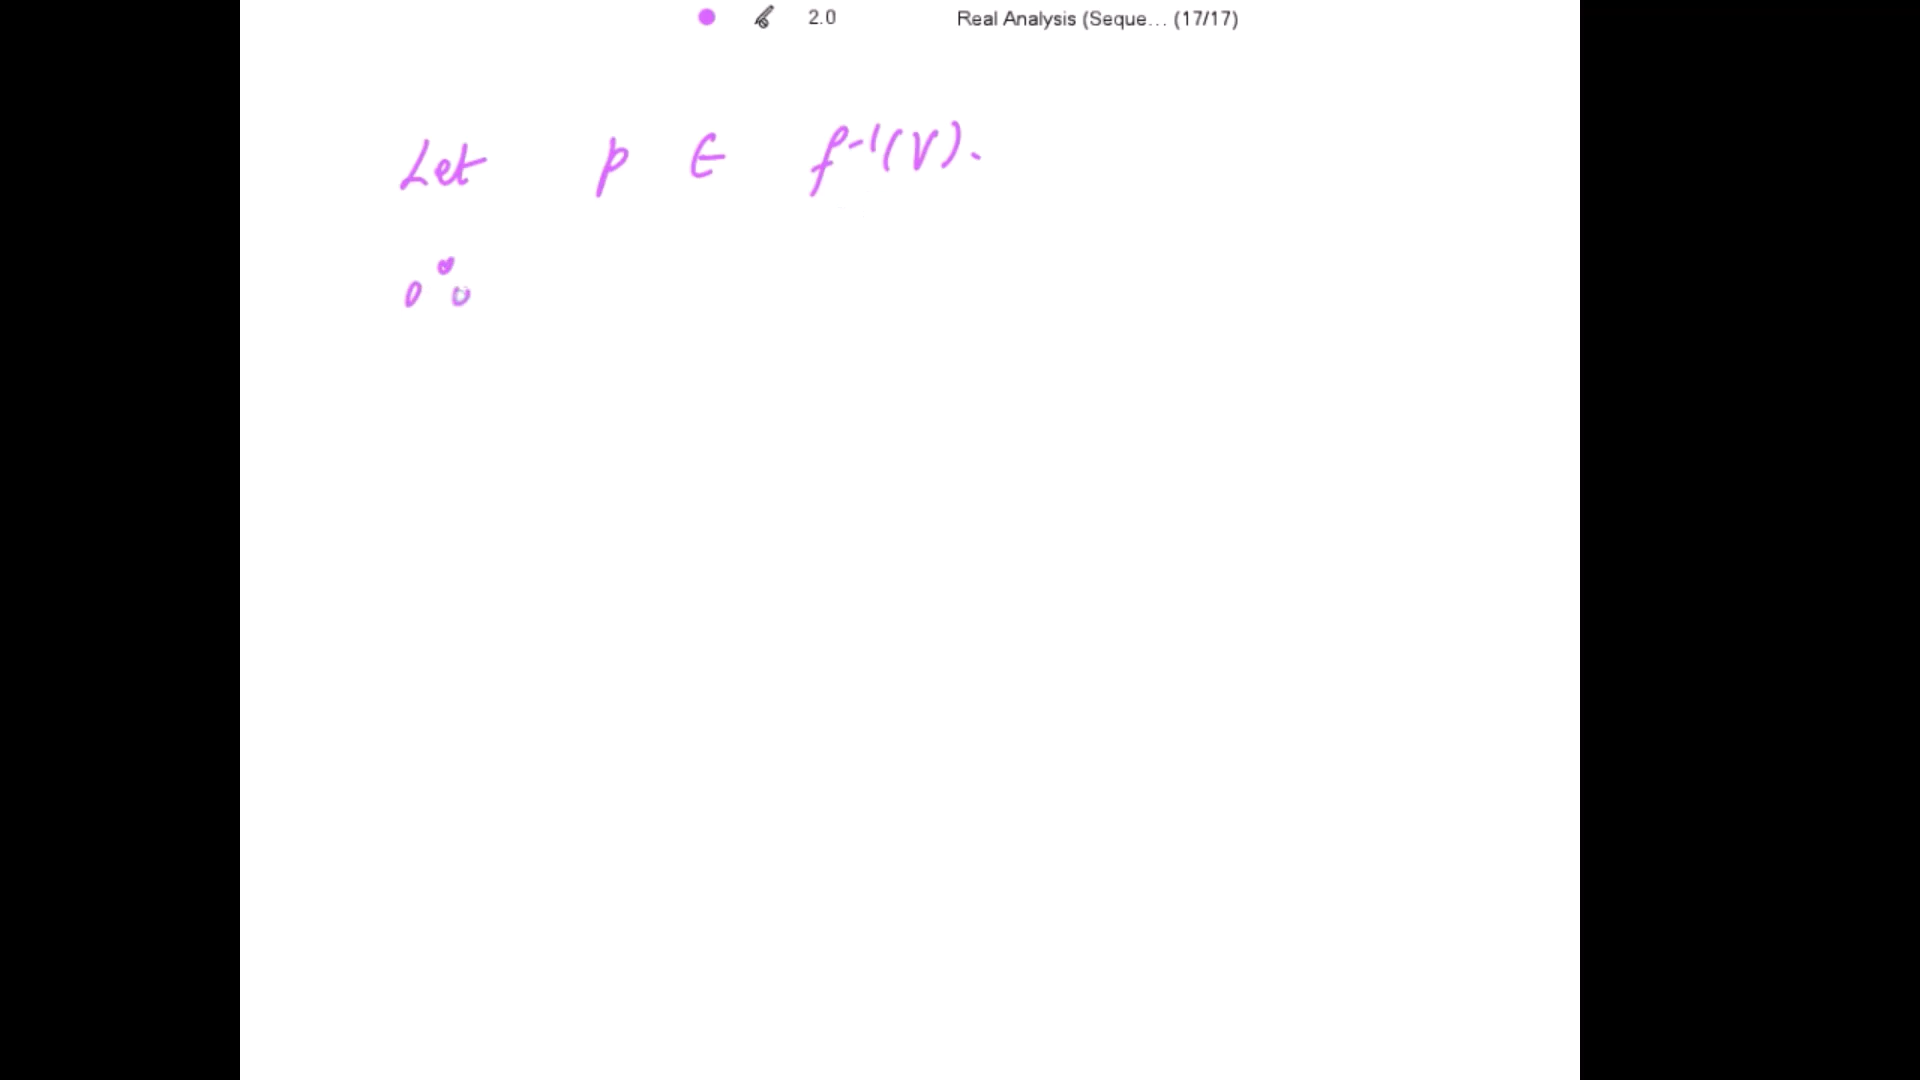 2.0 Real Analysis (Seque... (17/17)
Let p ∈ f⁻¹(V).
∴